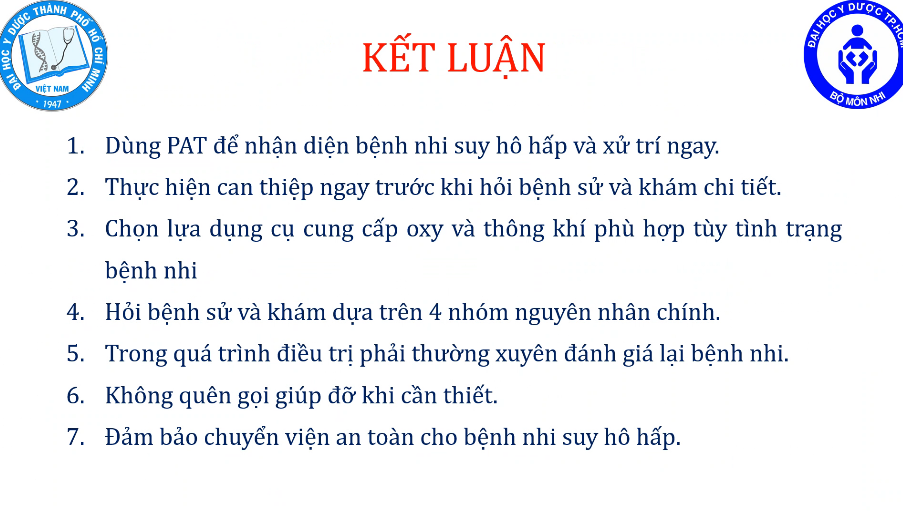 ĐẠI HỌC Y DƯỢC THÀNH PHỐ HỒ CHÍ MINH
VIỆT NAM
1947
ĐẠI HỌC Y DƯỢC TP.HCM
BỘ MÔN NHI
KẾT LUẬN
1. Dùng PAT để nhận diện bệnh nhi suy hô hấp và xử trí ngay.
2. Thực hiện can thiệp ngay trước khi hỏi bệnh sử và khám chi tiết.
3. Chọn lựa dụng cụ cung cấp oxy và thông khí phù hợp tùy tình trạng
bệnh nhi
4. Hỏi bệnh sử và khám dựa trên 4 nhóm nguyên nhân chính.
5. Trong quá trình điều trị phải thường xuyên đánh giá lại bệnh nhi.
6. Không quên gọi giúp đỡ khi cần thiết.
7. Đảm bảo chuyển viện an toàn cho bệnh nhi suy hô hấp.